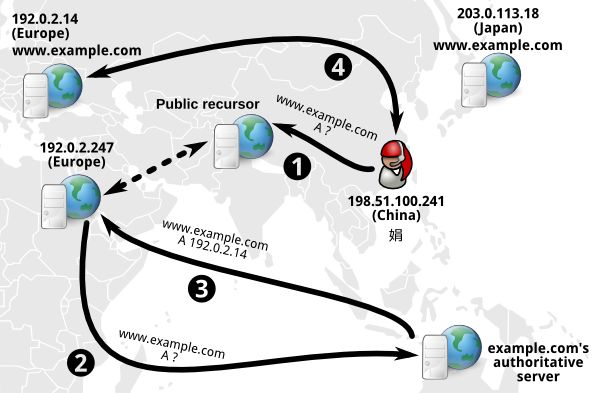 192.0.2.14
(Europe)
www.example.com
203.0.113.18
(Japan)
www.example.com
4
Public recursor
www.example.com
A ?
1
192.0.2.247
(Europe)
198.51.100.241
(China)
娟
www.example.com
A 192.0.2.14
3
www.example.com
A ?
2
example.com's
authoritative
server